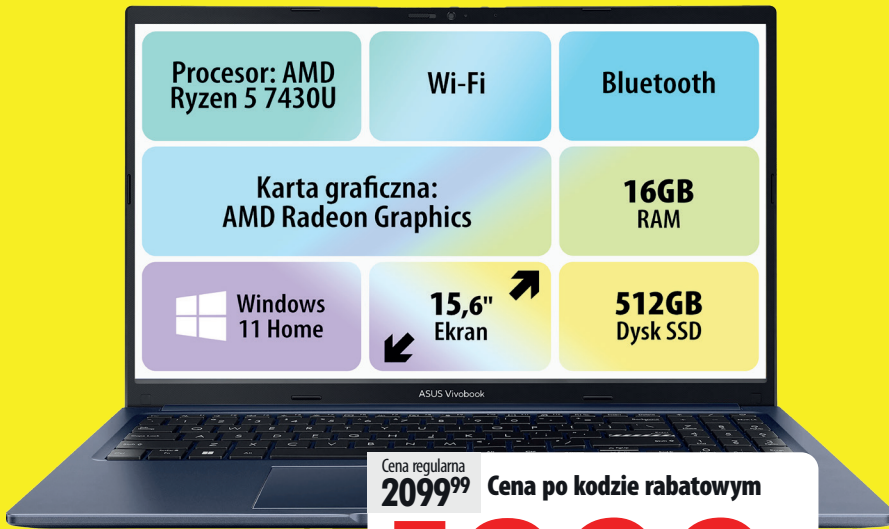 Procesor: AMD
Ryzen 5 7430U
Wi-Fi
Bluetooth
Karta graficzna:
AMD Radeon Graphics
16GB
RAM
Windows
11 Home
15,6"
Ekran
512GB
Dysk SSD
ASUS Vivobook
Cena regularna
2099⁹⁹
Cena po kodzie rabatowym